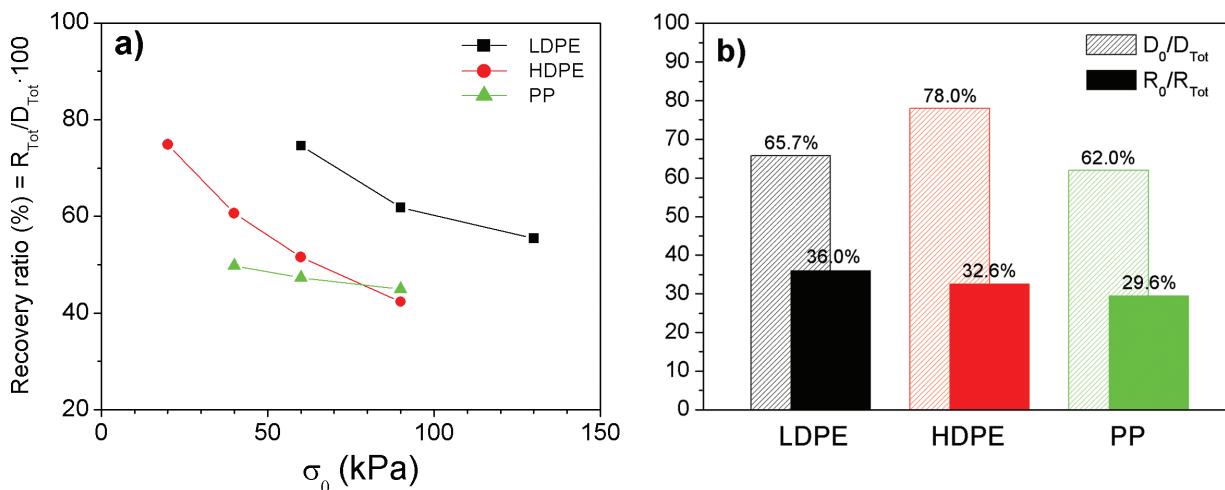 a)
LDPE
HDPE
PP
Recovery ratio (%) = R_Tot/D_Tot·100
100
80
60
40
20
0 50 100 150
σ_0 (kPa)
b)
D_0/D_Tot
R_0/R_Tot
100
90
80
70
60
50
40
30
20
10
0
65.7%
36.0%
78.0%
32.6%
62.0%
29.6%
LDPE HDPE PP